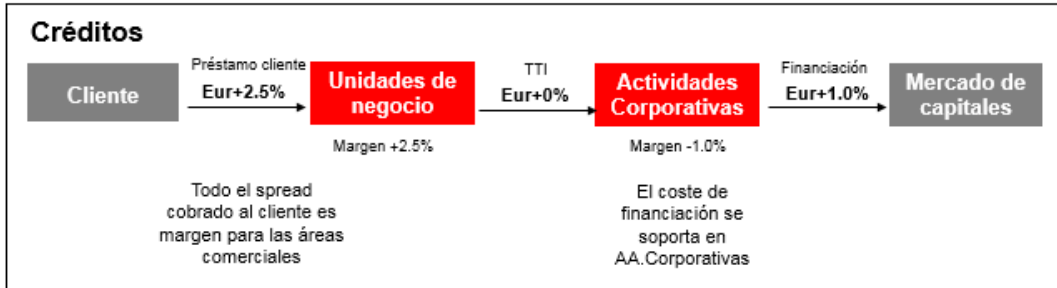 Créditos
Préstamo cliente
Eur+2.5%
TTI
Eur+0%
Financiación
Eur+1.0%
Cliente
Unidades de
negocio
Actividades
Corporativas
Mercado de
capitales
Margen +2.5%
Margen -1.0%
Todo el spread
cobrado al cliente es
margen para las áreas
comerciales
El coste de
financiación se
soporta en
AA.Corporativas